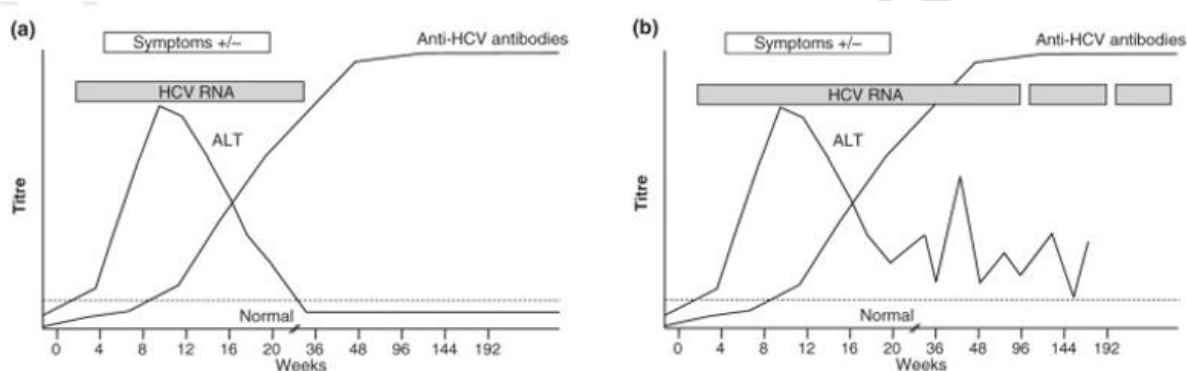 (a)
Symptoms +/–
Anti-HCV antibodies
HCV RNA
ALT
Titre
Normal
0 4 8 12 16 20 36 48 96 144 192
Weeks
(b)
Symptoms +/–
Anti-HCV antibodies
HCV RNA
ALT
Titre
Normal
0 4 8 12 16 20 36 48 96 144 192
Weeks